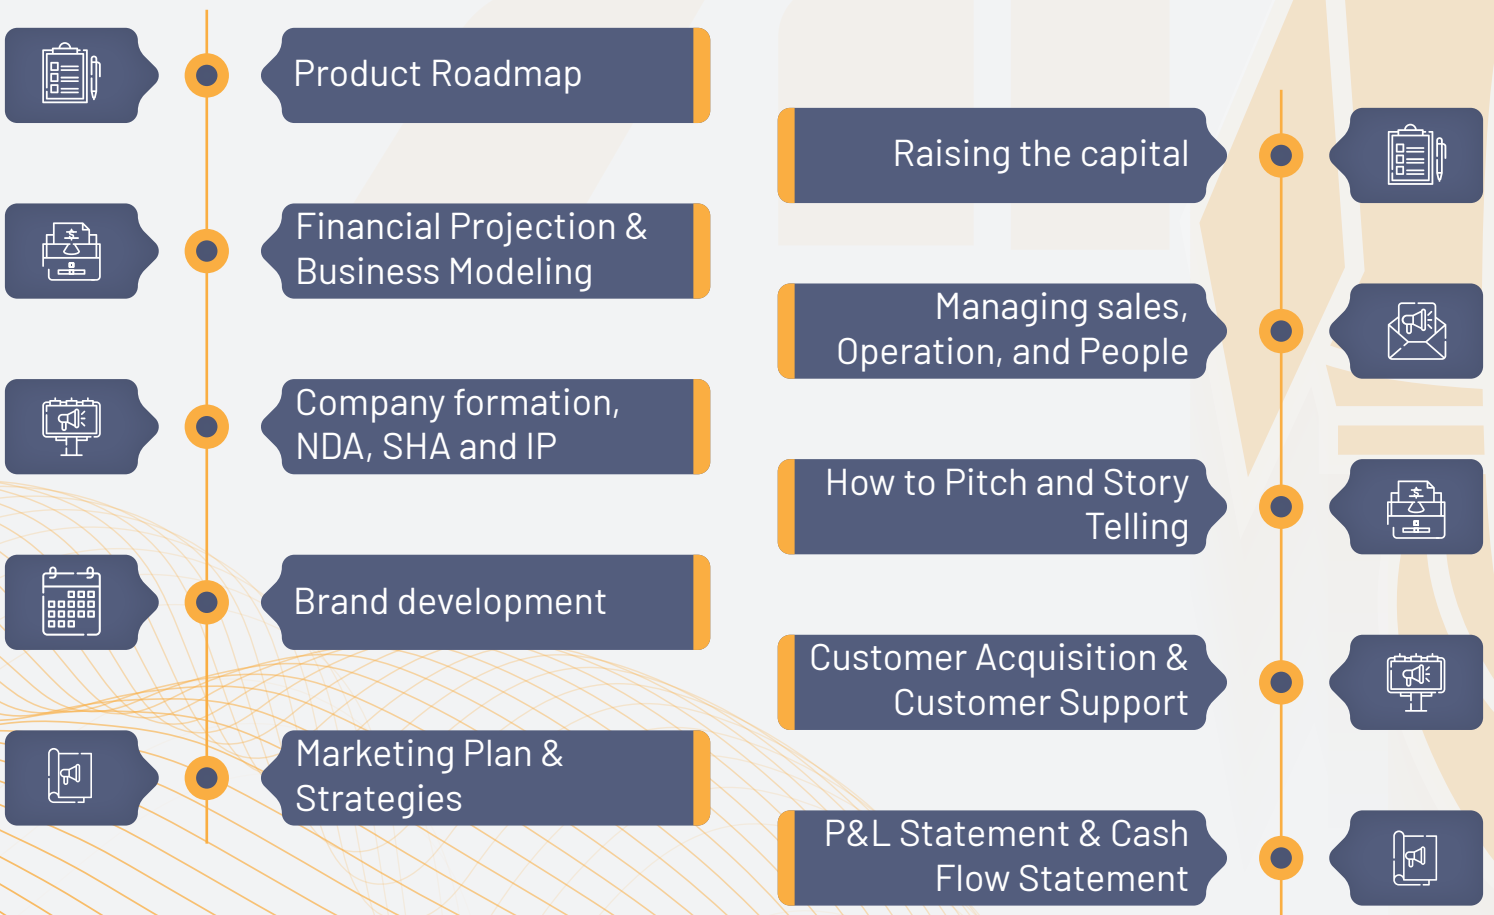 Product Roadmap
Financial Projection &
Business Modeling
Company formation,
NDA, SHA and IP
Brand development
Marketing Plan &
Strategies
Raising the capital
Managing sales,
Operation, and People
How to Pitch and Story
Telling
Customer Acquisition &
Customer Support
P&L Statement & Cash
Flow Statement